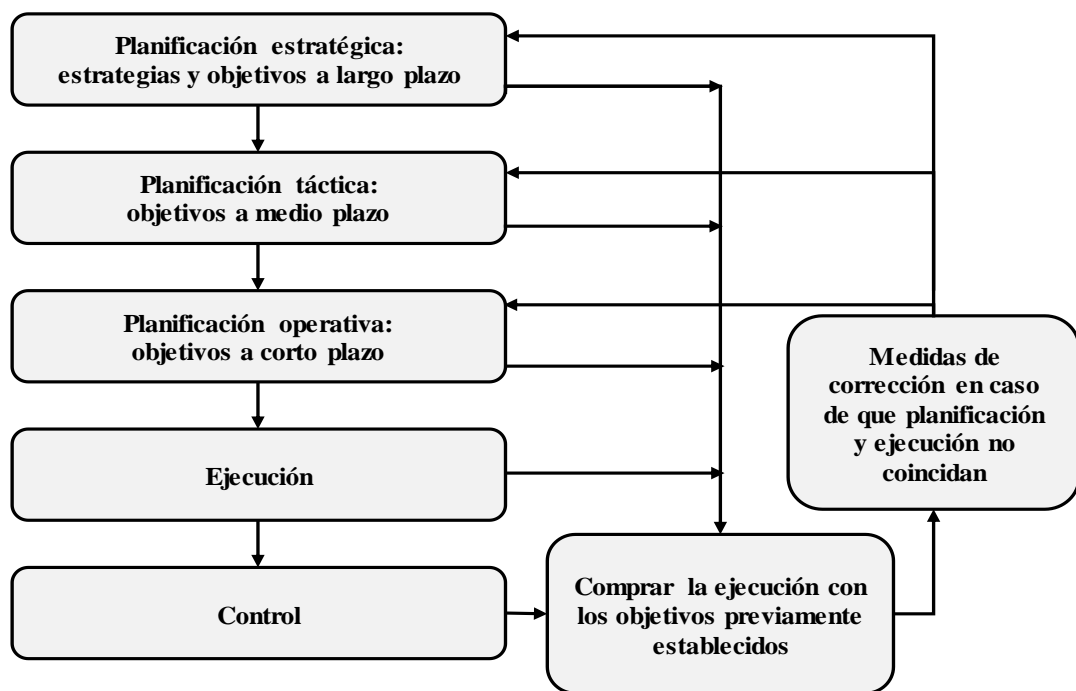 Planificación estratégica:
estrategias y objetivos a largo plazo
Planificación táctica:
objetivos a medio plazo
Planificación operativa:
objetivos a corto plazo
Medidas de
corrección en caso
de que planificación
y ejecución no
coincidan
Ejecución
Control
Comprar la ejecución con
los objetivos previamente
establecidos